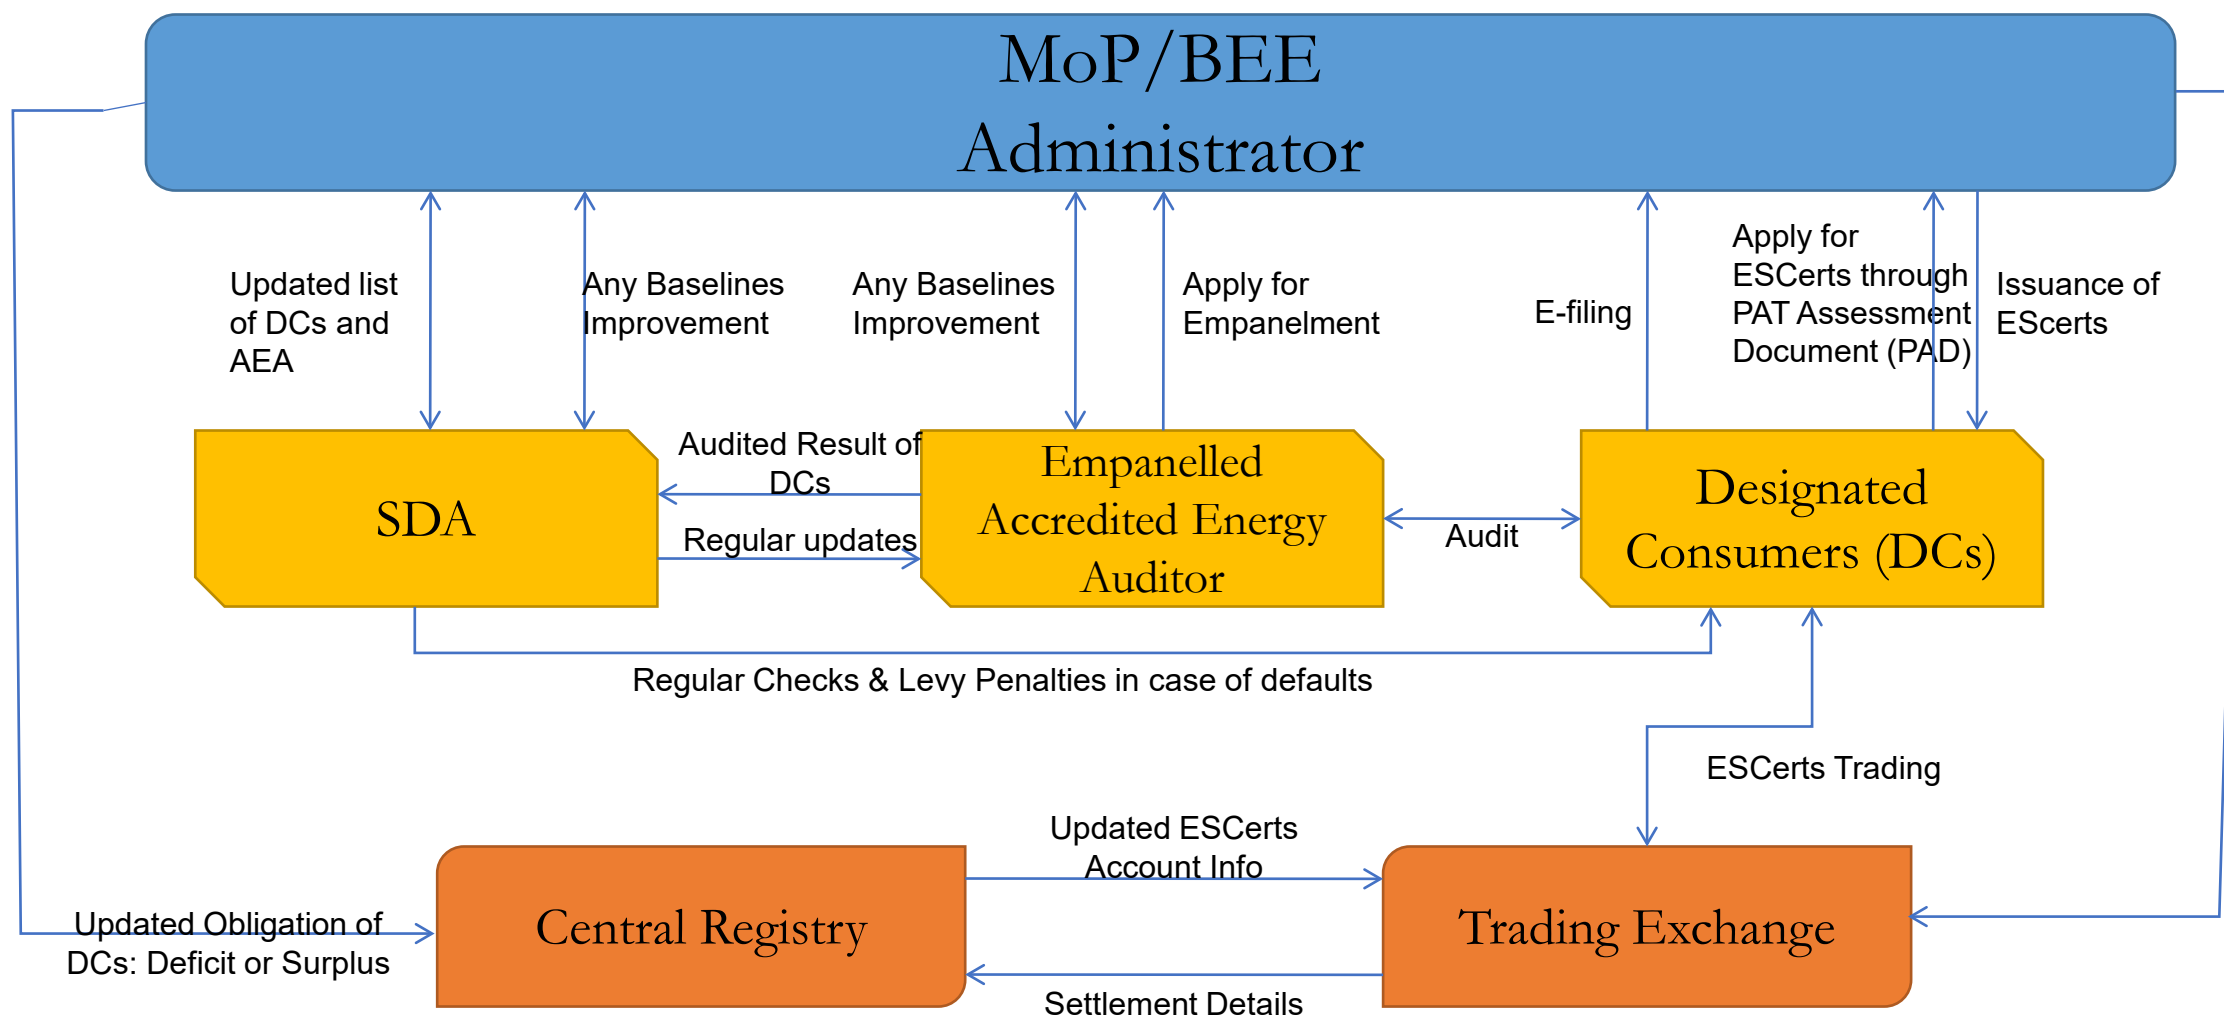 MoP/BEE
Administrator
Updated list
of DCs and
AEA
Any Baselines
Improvement
Any Baselines
Improvement
Apply for
Empanelment
E-filing
Apply for
ESCerts through
PAT Assessment
Document (PAD)
Issuance of
EScerts
SDA
Audited Result of
DCs
Regular updates
Empanelled
Accredited Energy
Auditor
Audit
Designated
Consumers (DCs)
Regular Checks & Levy Penalties in case of defaults
ESCerts Trading
Updated Obligation of
DCs: Deficit or Surplus
Central Registry
Updated ESCerts
Account Info
Settlement Details
Trading Exchange